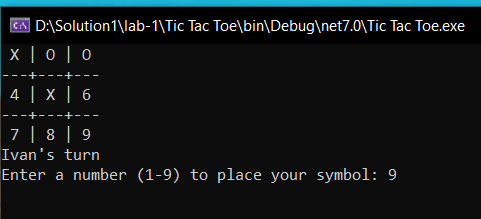 D:\Solution1\lab-1\Tic Tac Toe\bin\Debug\net7.0\Tic Tac Toe.exe
X | O | O
---+---+---
4 | X | 6
---+---+---
7 | 8 | 9
Ivan's turn
Enter a number (1-9) to place your symbol: 9